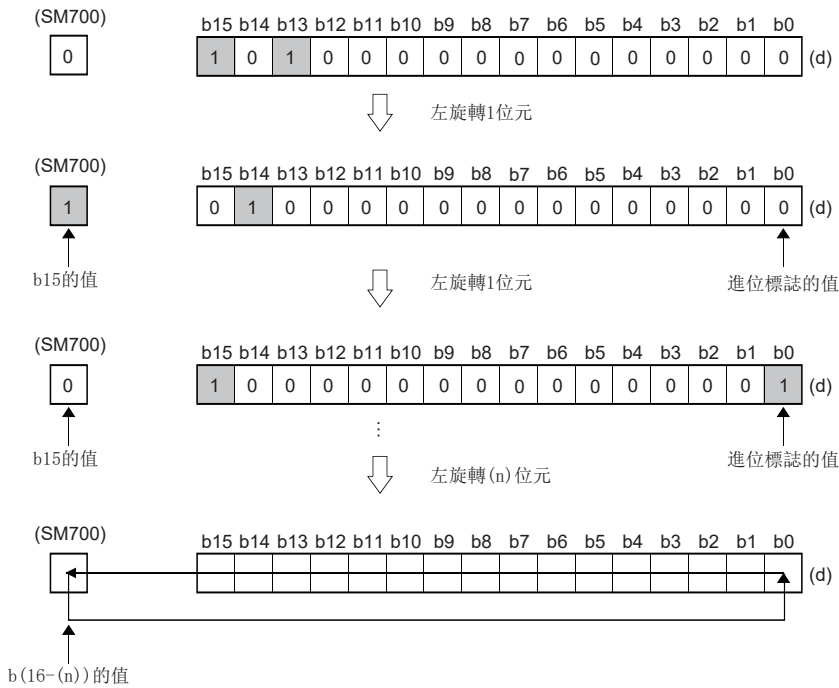 (SM700) b15 b14 b13 b12 b11 b10 b9 b8 b7 b6 b5 b4 b3 b2 b1 b0
0 1 0 1 0 0 0 0 0 0 0 0 0 0 0 0 0 (d)
左旋轉1位元
(SM700) b15 b14 b13 b12 b11 b10 b9 b8 b7 b6 b5 b4 b3 b2 b1 b0
1 0 1 0 0 0 0 0 0 0 0 0 0 0 0 0 0 (d)
b15的值 左旋轉1位元 進位標誌的值
(SM700) b15 b14 b13 b12 b11 b10 b9 b8 b7 b6 b5 b4 b3 b2 b1 b0
0 1 0 0 0 0 0 0 0 0 0 0 0 0 0 0 1 (d)
⋮
b15的值 左旋轉(n)位元 進位標誌的值
(SM700) b15 b14 b13 b12 b11 b10 b9 b8 b7 b6 b5 b4 b3 b2 b1 b0
(d)
b(16-(n))的值